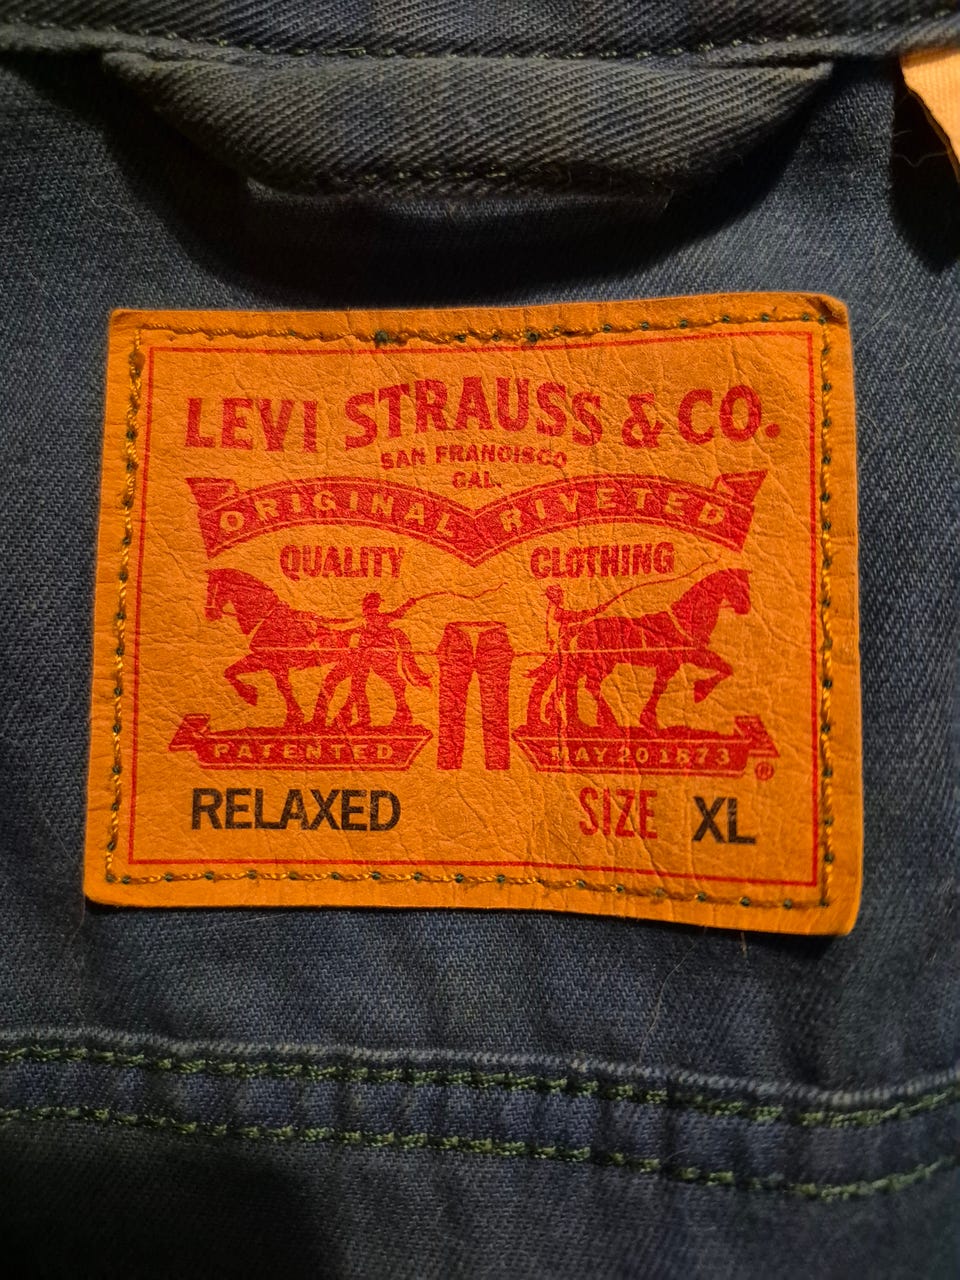 LEVI STRAUSS & CO.
SAN FRANCISCO
CAL.
ORIGINAL RIVETED
QUALITY CLOTHING
PATENTED MAY 20 1873 ®
RELAXED SIZE XL